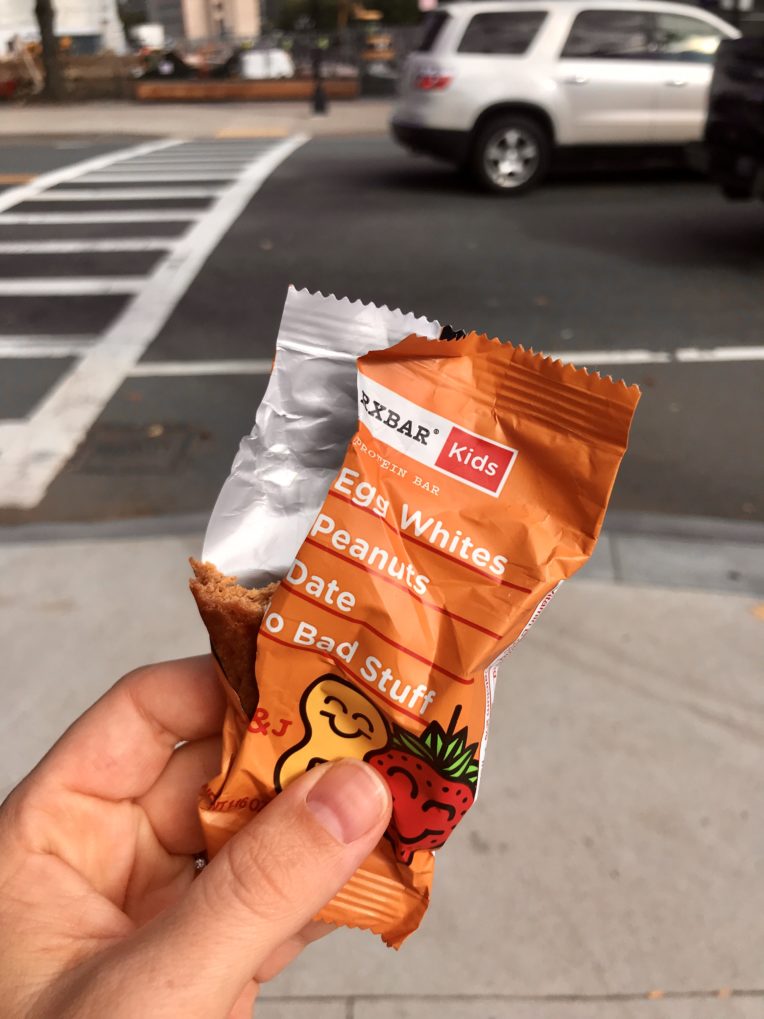 RXBAR®
Kids
PROTEIN BAR
Egg Whites
Peanuts
Date
o Bad Stuff
&J